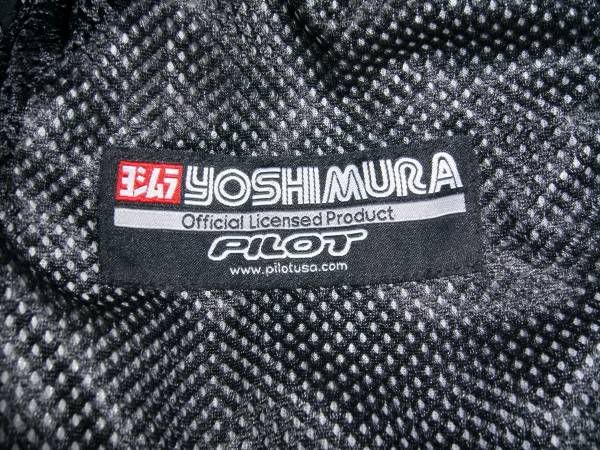 ヨシムラ YOSHIMURA
Official Licensed Product
PILOT
www.pilotusa.com